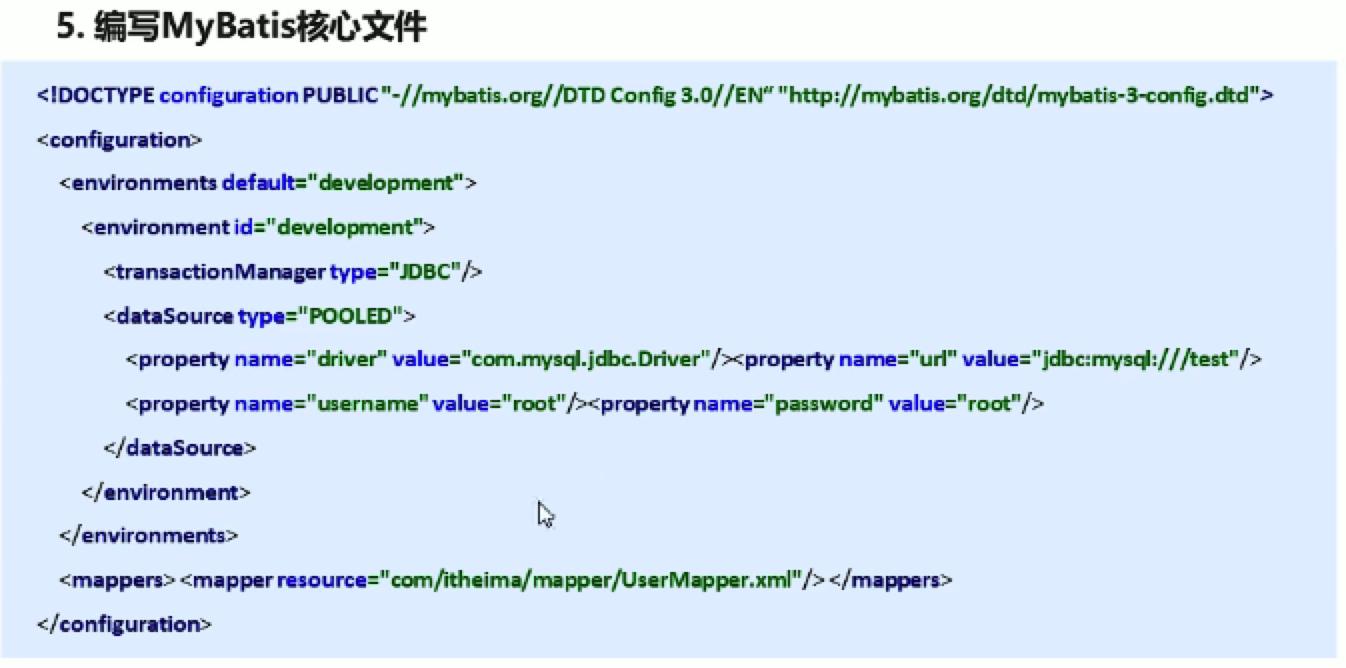 5. 编写MyBatis核心文件
<!DOCTYPE configuration PUBLIC "-//mybatis.org//DTD Config 3.0//EN“ "http://mybatis.org/dtd/mybatis-3-config.dtd">
<configuration>
<environments default="development">
<environment id="development">
<transactionManager type="JDBC"/>
<dataSource type="POOLED">
<property name="driver" value="com.mysql.jdbc.Driver"/><property name="url" value="jdbc:mysql:///test"/>
<property name="username" value="root"/><property name="password" value="root"/>
</dataSource>
</environment>
</environments>
<mappers> <mapper resource="com/itheima/mapper/UserMapper.xml"/> </mappers>
</configuration>